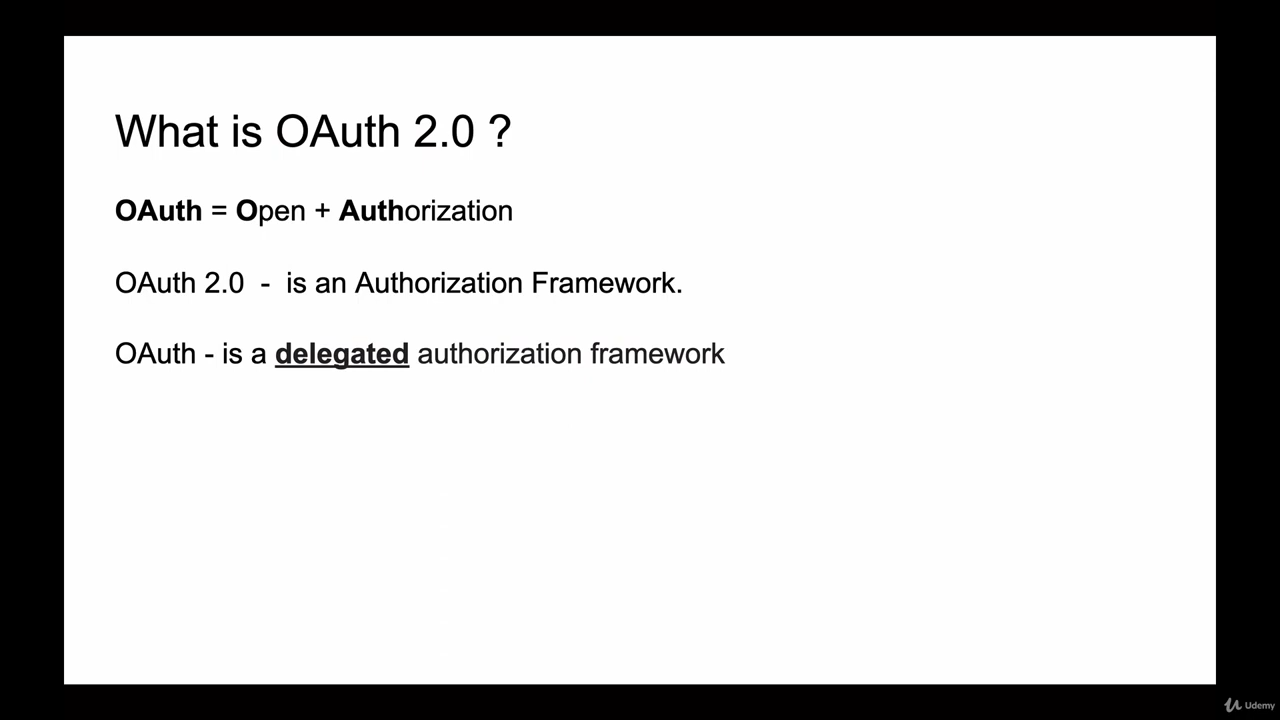 What is OAuth 2.0 ?
OAuth = Open + Authorization
OAuth 2.0 - is an Authorization Framework.
OAuth - is a delegated authorization framework
Udemy